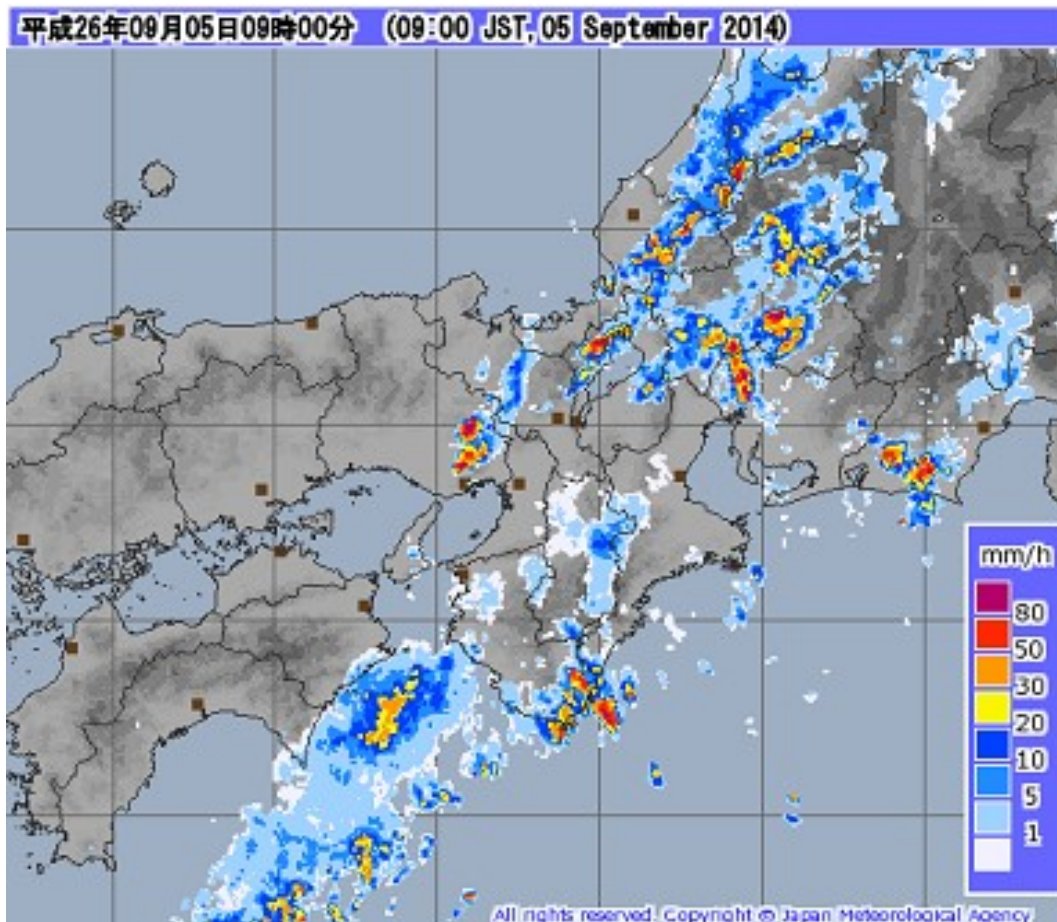 平成26年09月05日09時00分 (09:00 JST, 05 September 2014)
mm/h
80
50
30
20
10
5
1
All rights reserved. Copyright © Japan Meteorological Agency